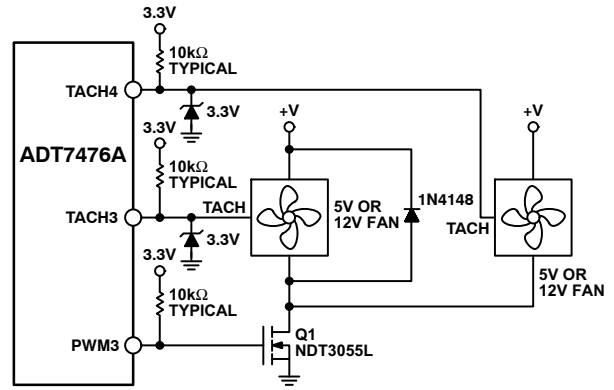 3.3V
10kΩ
TYPICAL
TACH4
3.3V
+V
+V
3.3V
ADT7476A
10kΩ
TYPICAL
TACH
5V OR
12V FAN
1N4148
TACH3
TACH
3.3V
3.3V
5V OR
12V FAN
10kΩ
TYPICAL
Q1
NDT3055L
PWM3